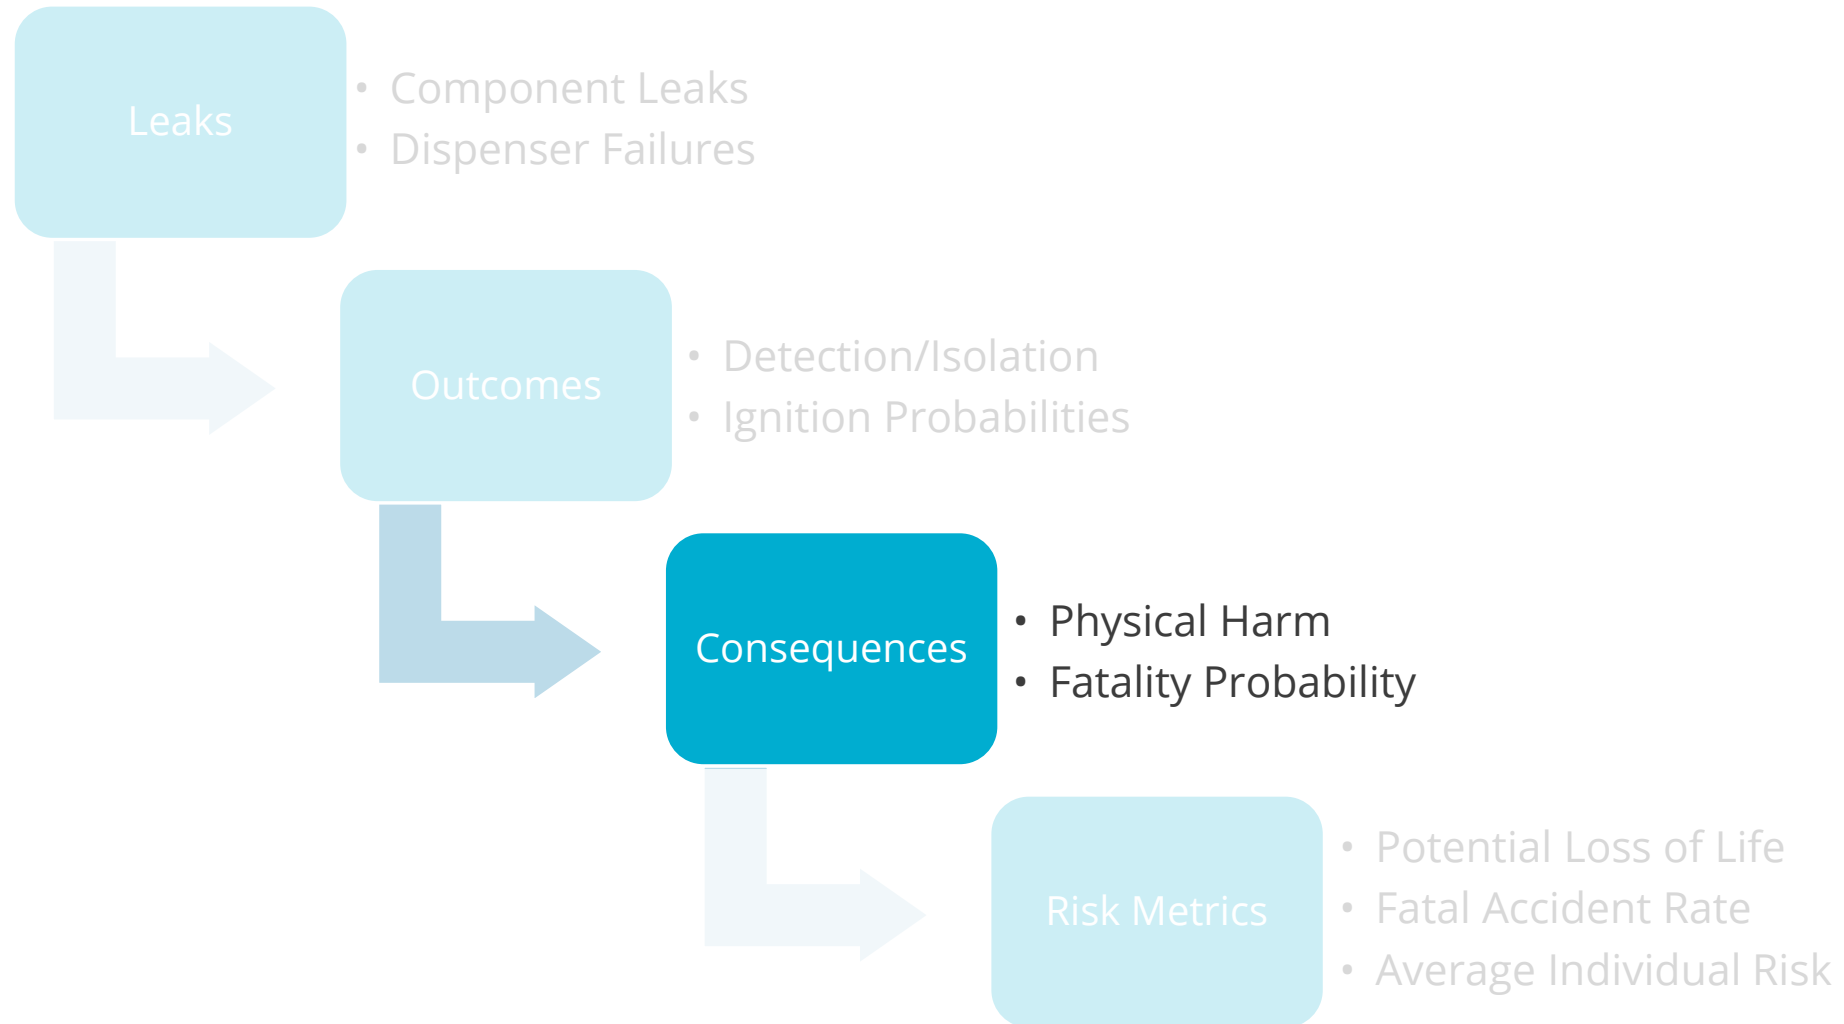 Leaks
• Component Leaks
• Dispenser Failures
Outcomes
• Detection/Isolation
• Ignition Probabilities
Consequences
• Physical Harm
• Fatality Probability
Risk Metrics
• Potential Loss of Life
• Fatal Accident Rate
• Average Individual Risk